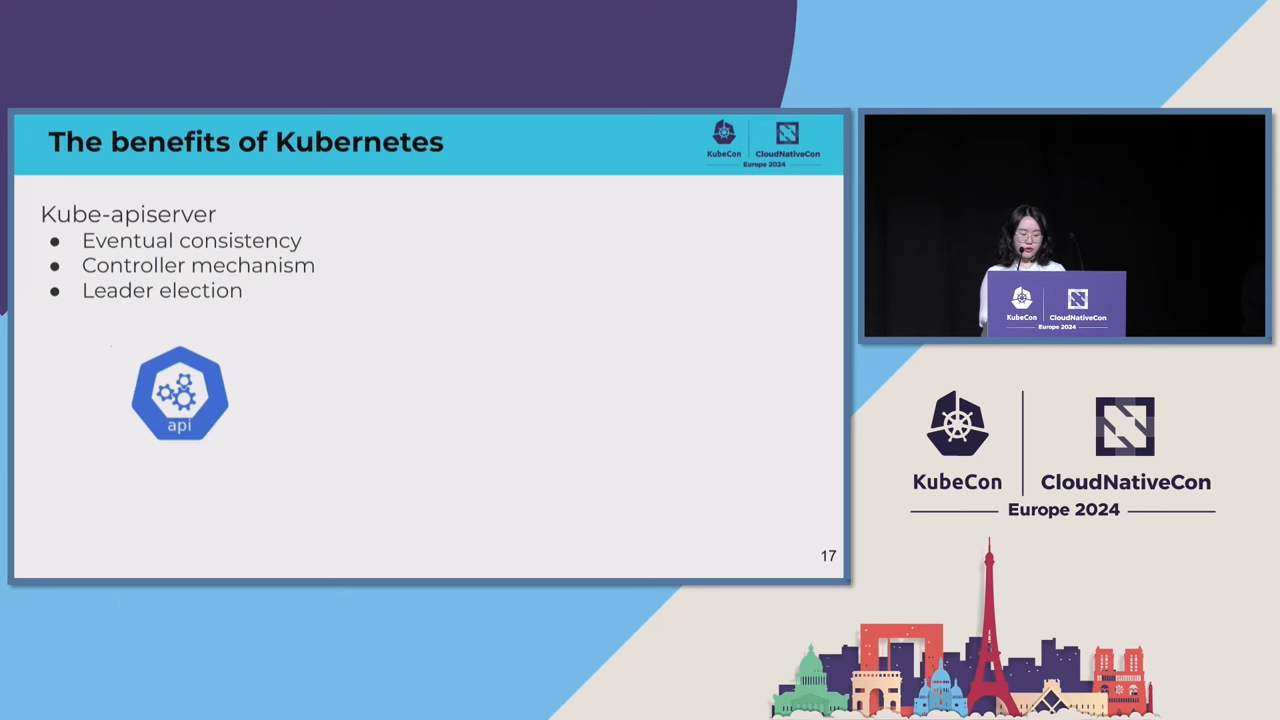 The benefits of Kubernetes
KubeCon
CloudNativeCon
Europe 2024
Kube-apiserver
● Eventual consistency
● Controller mechanism
● Leader election
api
17
KubeCon
CloudNativeCon
Europe 2024
KubeCon
CloudNativeCon
Europe 2024